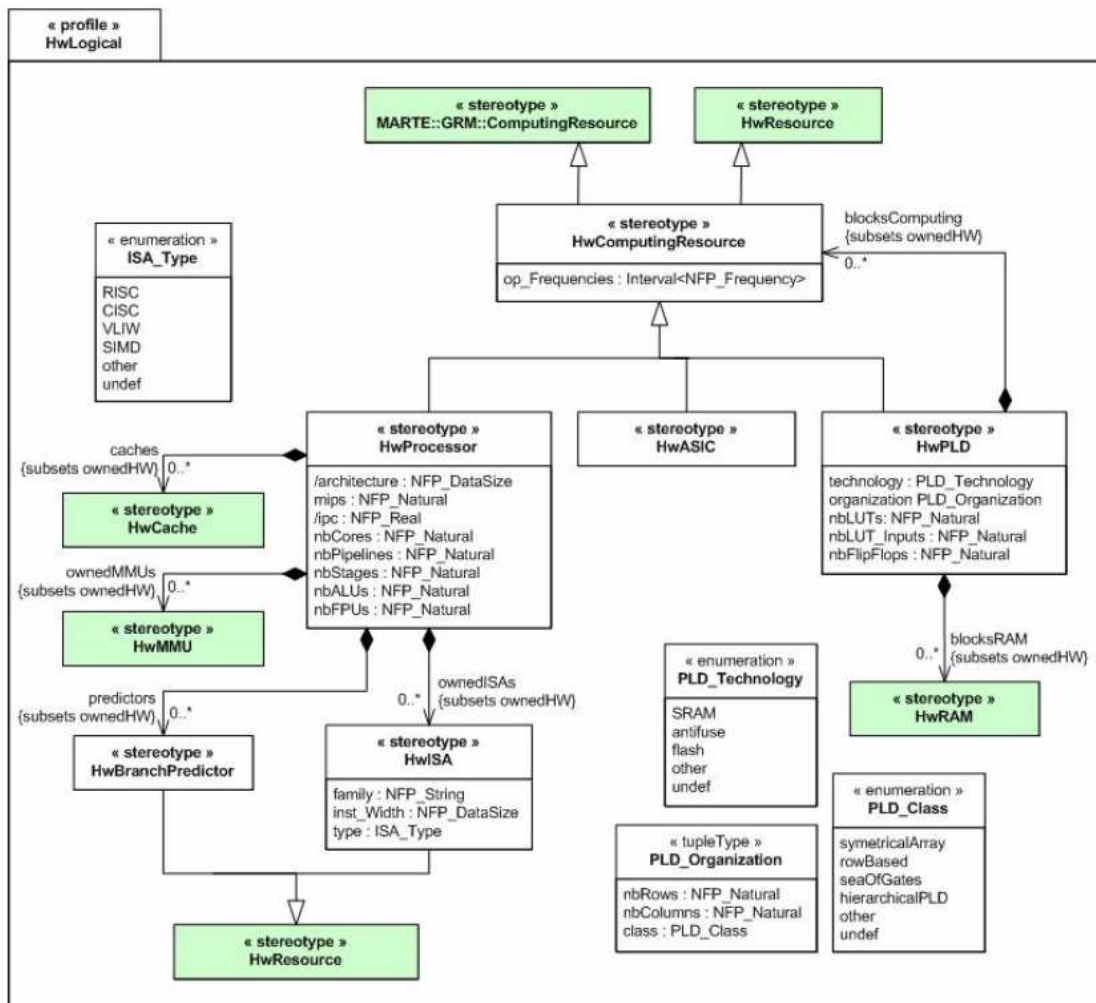 « profile »
HwLogical
« stereotype »
MARTE::GRM::ComputingResource
« stereotype »
HwResource
« stereotype »
HwComputingResource
op_Frequencies : Interval<NFP_Frequency>
blocksComputing
{subsets ownedHW}
0..*
« enumeration »
ISA_Type
RISC
CISC
VLIW
SIMD
other
undef
« stereotype »
HwProcessor
/architecture : NFP_DataSize
mips : NFP_Natural
/ipc : NFP_Real
nbCores : NFP_Natural
nbPipelines : NFP_Natural
nbStages : NFP_Natural
nbALUs : NFP_Natural
nbFPUs : NFP_Natural
« stereotype »
HwASIC
« stereotype »
HwPLD
technology : PLD_Technology
organization PLD_Organization
nbLUTs: NFP_Natural
nbLUT_Inputs : NFP_Natural
nbFlipFlops : NFP_Natural
caches
{subsets ownedHW}
0..*
« stereotype »
HwCache
ownedMMUs
{subsets ownedHW}
0..*
« stereotype »
HwMMU
predictors
{subsets ownedHW}
0..*
« stereotype »
HwBranchPredictor
ownedISAs
0..*
{subsets ownedHW}
« stereotype »
HwISA
family : NFP_String
inst_Width : NFP_DataSize
type : ISA_Type
« stereotype »
HwResource
blocksRAM
0..*
{subsets ownedHW}
« stereotype »
HwRAM
« enumeration »
PLD_Technology
SRAM
antifuse
flash
other
undef
« tupleType »
PLD_Organization
nbRows : NFP_Natural
nbColumns : NFP_Natural
class : PLD_Class
« enumeration »
PLD_Class
symetricalArray
rowBased
seaOfGates
hierarchicalPLD
other
undef